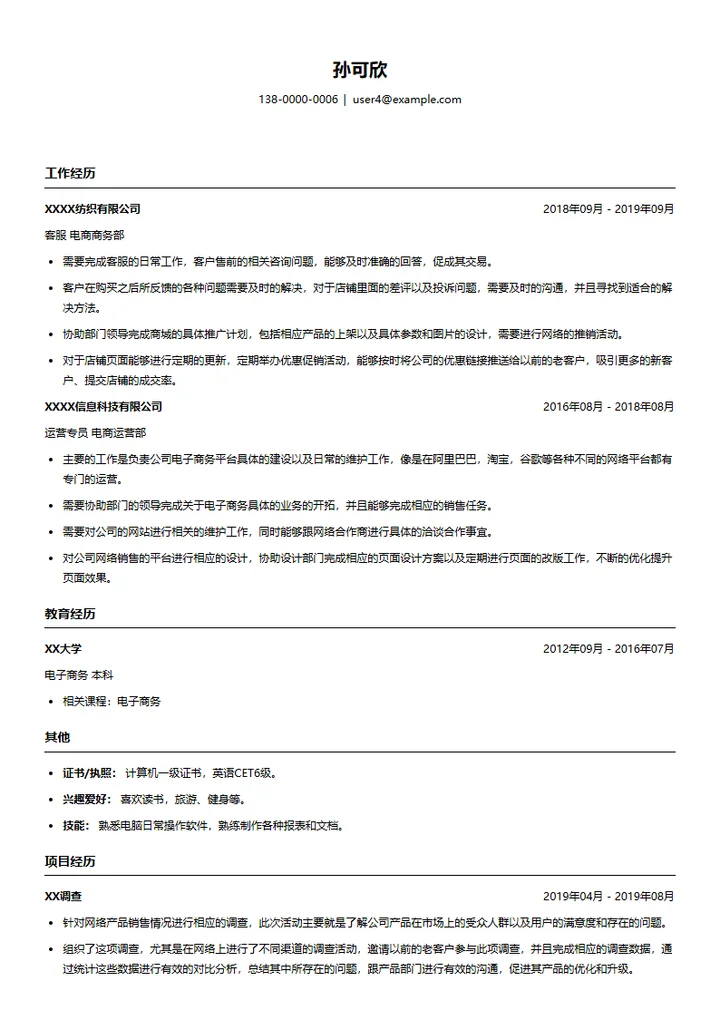 孙可欣
138-0000-0006 | user4@example.com
工作经历
XXXX纺织有限公司 2018年09月 - 2019年09月
客服 电商商务部
• 需要完成客服的日常工作，客户售前的相关咨询问题，能够及时准确的回答，促成其交易。
• 客户在购买之后所反馈的各种问题需要及时的解决，对于店铺里面的差评以及投诉问题，需要及时的沟通，并且寻找到适合的解
决方法。
• 协助部门领导完成商城的具体推广计划，包括相应产品的上架以及具体参数和图片的设计，需要进行网络的推销活动。
• 对于店铺页面能够进行定期的更新，定期举办优惠促销活动，能够按时将公司的优惠链接推送给以前的老客户，吸引更多的新客
户、提交店铺的成交率。
XXXX信息科技有限公司 2016年08月 - 2018年08月
运营专员 电商运营部
• 主要的工作是负责公司电子商务平台具体的建设以及日常的维护工作，像是在阿里巴巴，淘宝，谷歌等各种不同的网络平台都有
专门的运营。
• 需要协助部门的领导完成关于电子商务具体的业务的开拓，并且能够完成相应的销售任务。
• 需要对公司的网站进行相关的维护工作，同时能够跟网络合作商进行具体的洽谈合作事宜。
• 对公司网络销售的平台进行相应的设计，协助设计部门完成相应的页面设计方案以及定期进行页面的改版工作，不断的优化提升
页面效果。
教育经历
XX大学 2012年09月 - 2016年07月
电子商务 本科
• 相关课程：电子商务
其他
• 证书/执照： 计算机一级证书，英语CET6级。
• 兴趣爱好： 喜欢读书，旅游、健身等。
• 技能： 熟悉电脑日常操作软件，熟练制作各种报表和文档。
项目经历
XX调查 2019年04月 - 2019年08月
• 针对网络产品销售情况进行相应的调查，此次活动主要就是了解公司产品在市场上的受众人群以及用户的满意度和存在的问题。
• 组织了这项调查，尤其是在网络上进行了不同渠道的调查活动，邀请以前的老客户参与此项调查，并且完成相应的调查数据，通
过统计这些数据进行有效的对比分析，总结其中所存在的问题，跟产品部门进行有效的沟通，促进其产品的优化和升级。